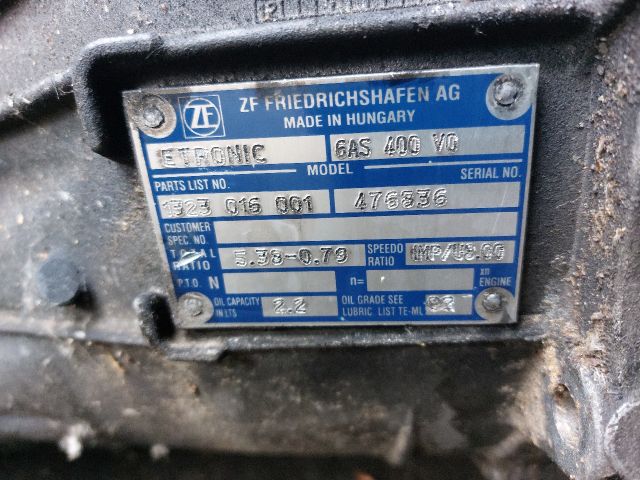 ZF ZF FRIEDRICHSHAFEN AG
MADE IN HUNGARY
ETRONIC 6AS 400 VO
MODEL
PARTS LIST NO. SERIAL NO.
1323 016 001 476836
CUSTOMER
SPEC. NO.
TOTAL RATIO 5.38-0.79 SPEEDO RATIO
P.T.O. N n= xn ENGINE
OIL CAPACITY IN LTS 2.2 OIL GRADE SEE LUBRIC LIST TE-ML